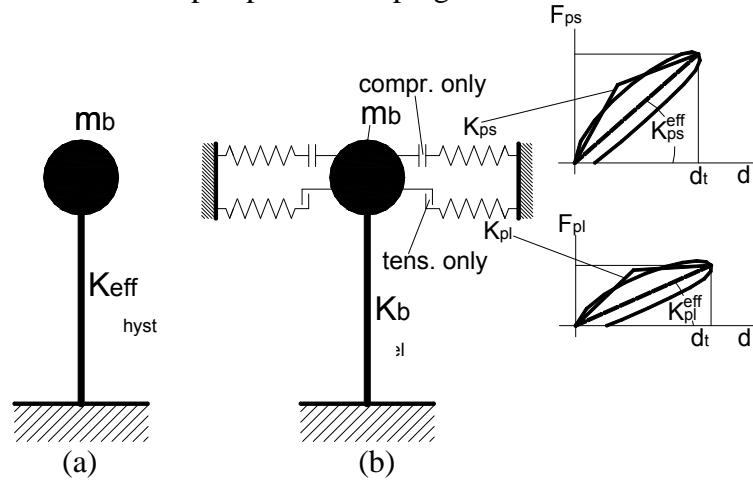 Fps
compr. only
mb
mb
Kps
Kps eff
dt d
Fpl
Kpl
tens. only
Keff
Kb
Kpl eff
hyst
el
dt d
(a)
(b)